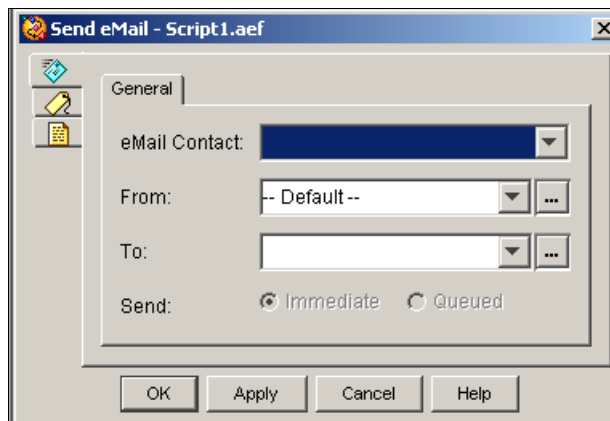 Send eMail - Script1.aef
General
eMail Contact:
From: -- Default -- ...
To: ...
Send: Immediate Queued
OK Apply Cancel Help